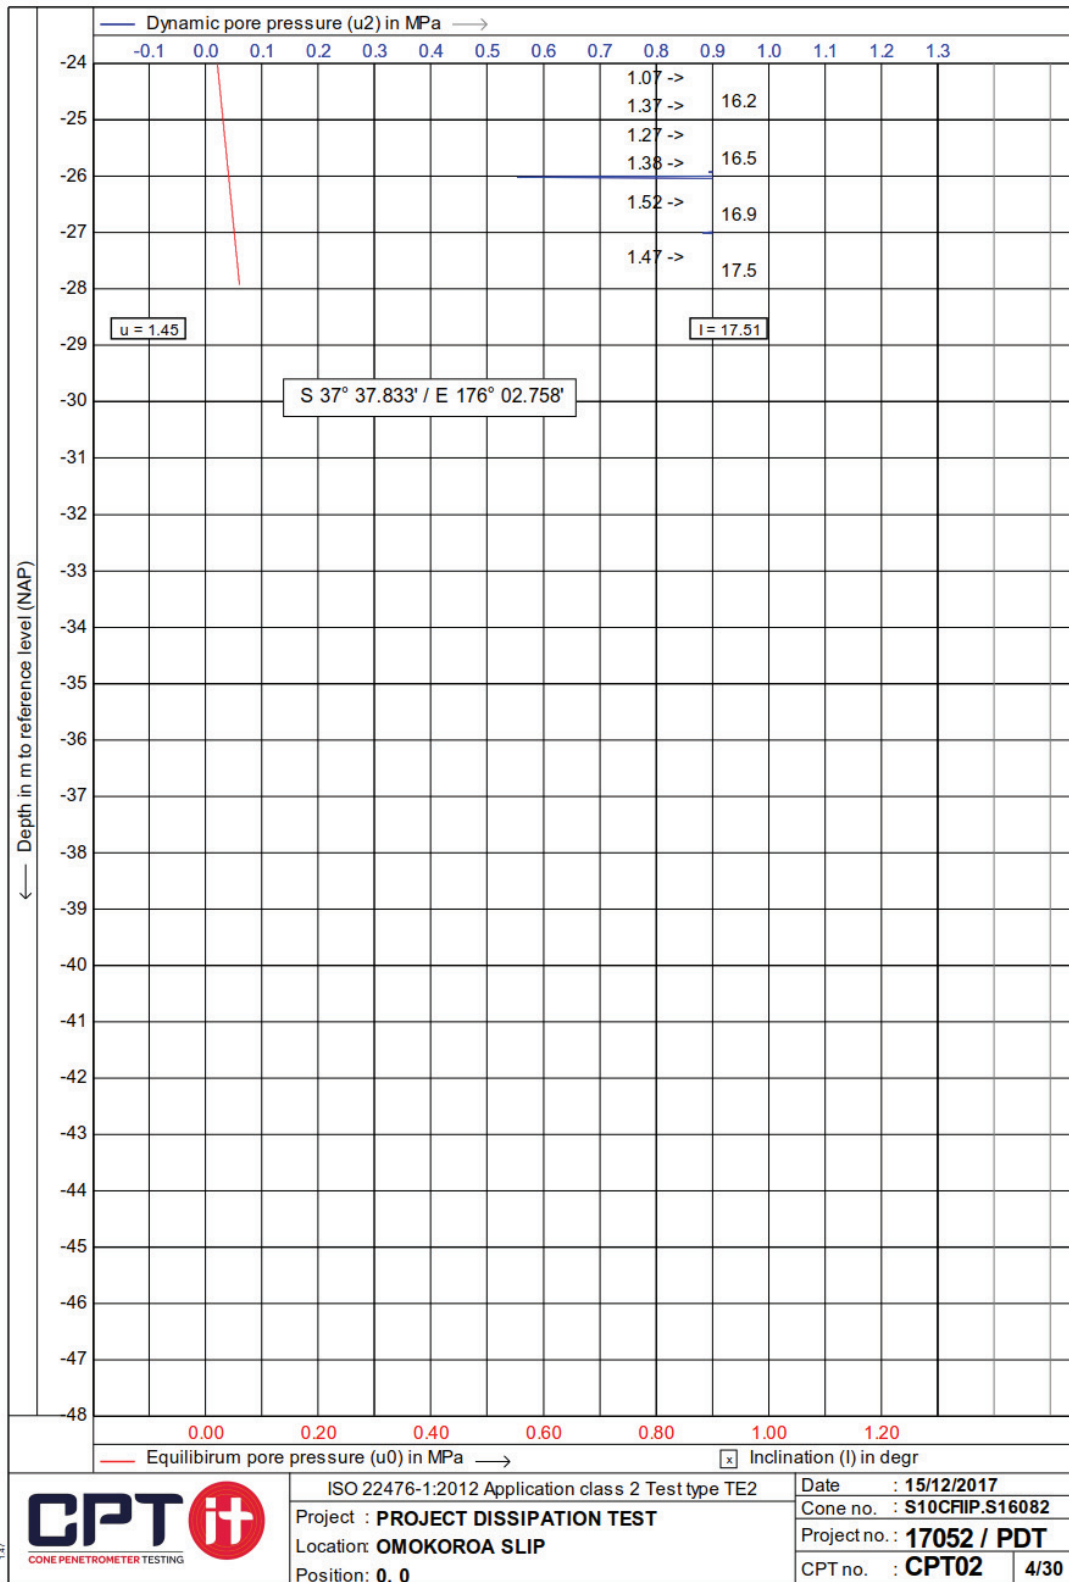 Dynamic pore pressure (u2) in MPa
-0.1 0.0 0.1 0.2 0.3 0.4 0.5 0.6 0.7 0.8 0.9 1.0 1.1 1.2 1.3
-24
1.07 ->
16.2
1.37 ->
-25
1.27 ->
16.5
1.38 ->
-26
1.52 ->
16.9
-27
1.47 ->
17.5
-28
u = 1.45
I = 17.51
-29
S 37° 37.833' / E 176° 02.758'
-30
-31
-32
-33
-34
-35
-36
-37
-38
-39
-40
-41
-42
-43
-44
-45
-46
-47
-48
Depth in m to reference level (NAP)
0.00 0.20 0.40 0.60 0.80 1.00 1.20
Equilibirum pore pressure (u0) in MPa
x Inclination (I) in degr
CPT it
CONE PENETROMETER TESTING
ISO 22476-1:2012 Application class 2 Test type TE2
Project : PROJECT DISSIPATION TEST
Location: OMOKOROA SLIP
Position: 0, 0
Date : 15/12/2017
Cone no. : S10CFIIP.S16082
Project no. : 17052 / PDT
CPT no. : CPT02 4/30
1.47